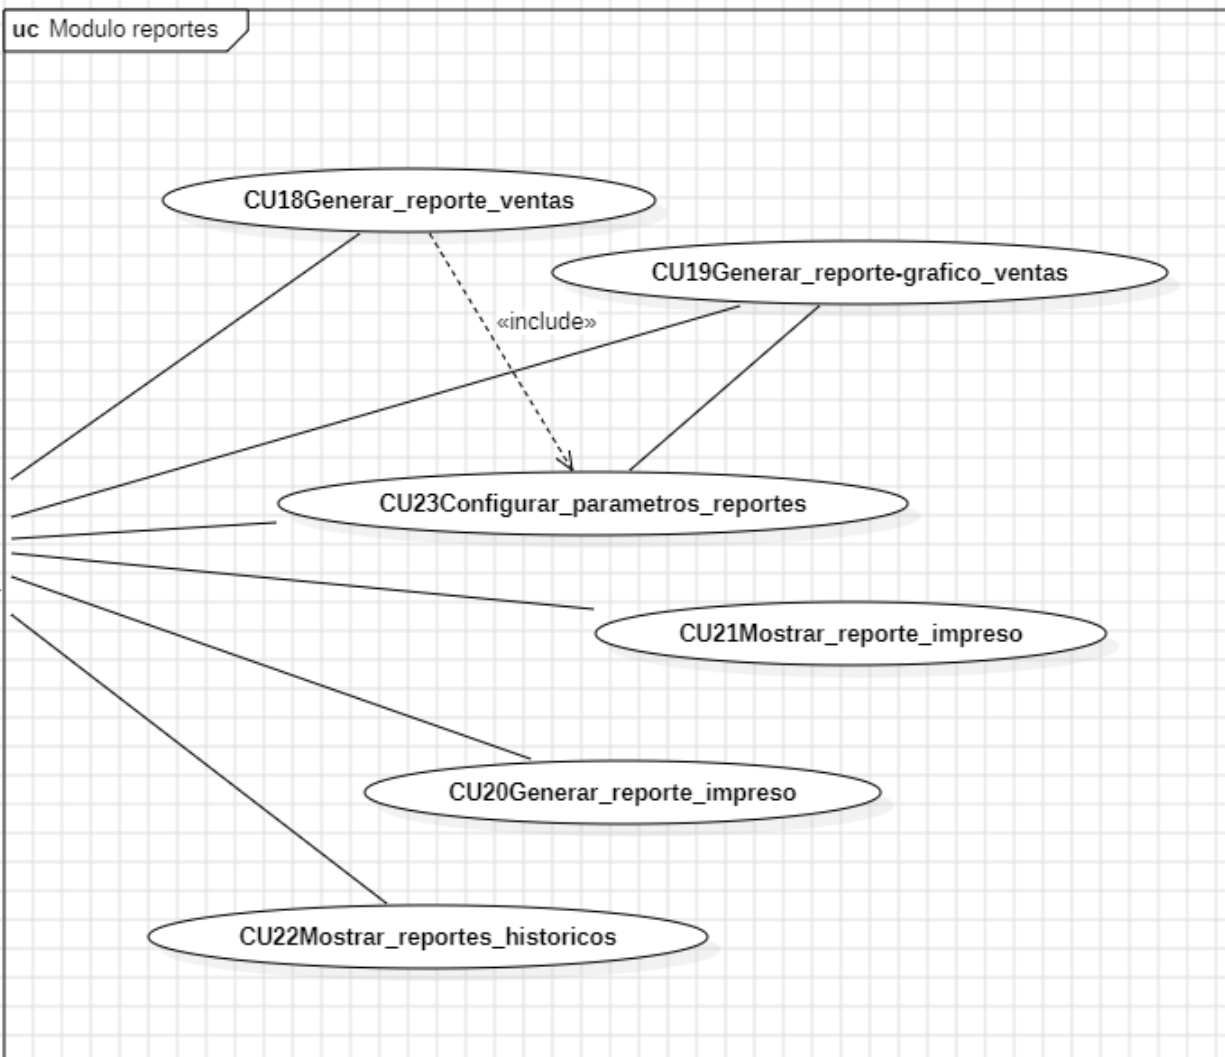 uc Modulo reportes
CU18Generar_reporte_ventas
CU19Generar_reporte-grafico_ventas
«include»
CU23Configurar_parametros_reportes
CU21Mostrar_reporte_impreso
CU20Generar_reporte_impreso
CU22Mostrar_reportes_historicos